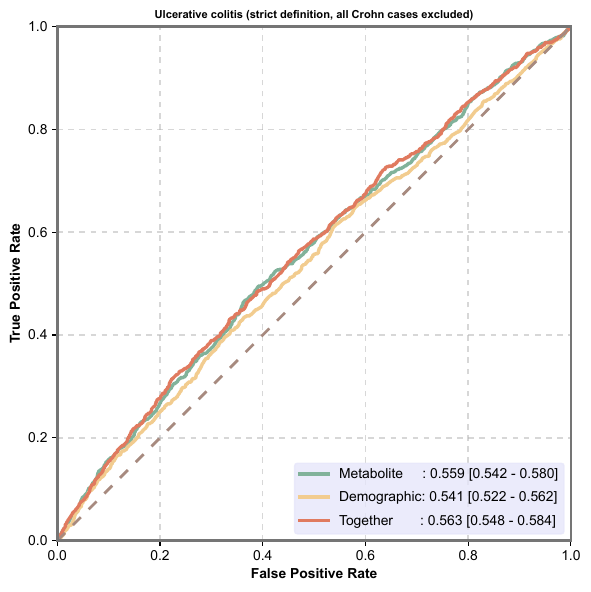 Ulcerative colitis (strict definition, all Crohn cases excluded)
True Positive Rate
1.0
0.8
0.6
0.4
0.2
0.0
Metabolite : 0.559 [0.542 - 0.580]
Demographic: 0.541 [0.522 - 0.562]
Together : 0.563 [0.548 - 0.584]
0.0 0.2 0.4 0.6 0.8 1.0
False Positive Rate